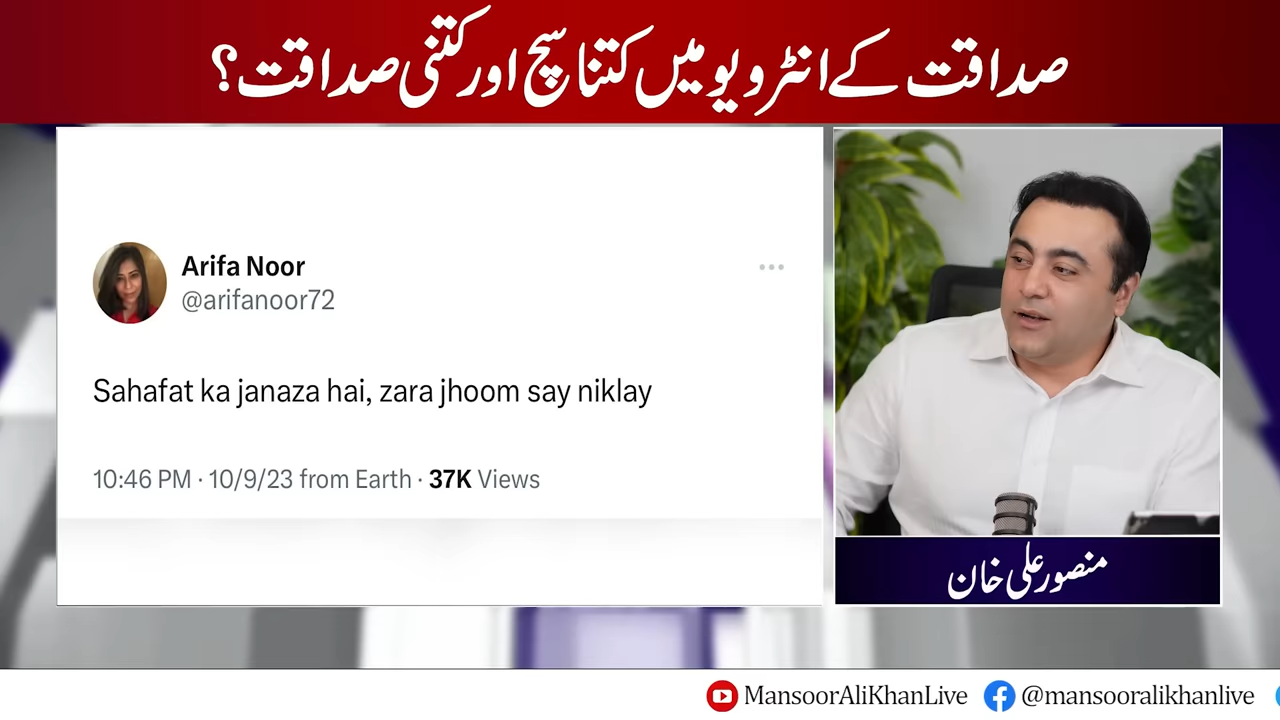 صداقت کے انٹرویو میں کتنا سچ اور کتنی صداقت؟
Arifa Noor
@arifanoor72
Sahafat ka janaza hai, zara jhoom say niklay
10:46 PM · 10/9/23 from Earth · 37K Views
منصور علی خان
MansoorAliKhanLive @mansooralikhanlive